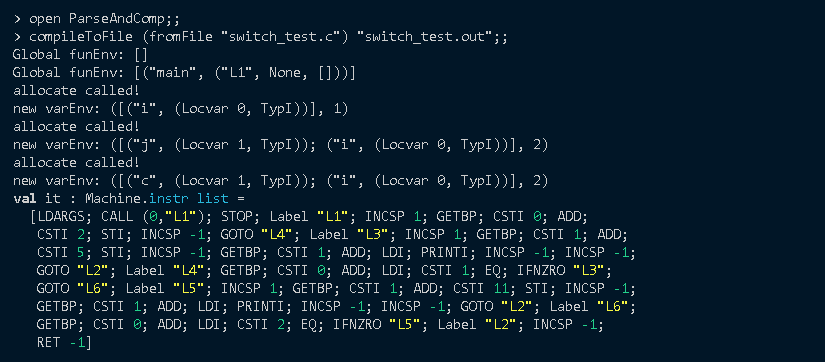 > open ParseAndComp;;
> compileToFile (fromFile "switch_test.c") "switch_test.out";;
Global funEnv: []
Global funEnv: [("main", ("L1", None, []))]
allocate called!
new varEnv: ([("i", (Locvar 0, TypI))], 1)
allocate called!
new varEnv: ([("j", (Locvar 1, TypI)); ("i", (Locvar 0, TypI))], 2)
allocate called!
new varEnv: ([("c", (Locvar 1, TypI)); ("i", (Locvar 0, TypI))], 2)
val it : Machine.instr list =
[LDARGS; CALL (0,"L1"); STOP; Label "L1"; INCSP 1; GETBP; CSTI 0; ADD;
CSTI 2; STI; INCSP -1; GOTO "L4"; Label "L3"; INCSP 1; GETBP; CSTI 1; ADD;
CSTI 5; STI; INCSP -1; GETBP; CSTI 1; ADD; LDI; PRINTI; INCSP -1; INCSP -1;
GOTO "L2"; Label "L4"; GETBP; CSTI 0; ADD; LDI; CSTI 1; EQ; IFNZRO "L3";
GOTO "L6"; Label "L5"; INCSP 1; GETBP; CSTI 1; ADD; CSTI 11; STI; INCSP -1;
GETBP; CSTI 1; ADD; LDI; PRINTI; INCSP -1; INCSP -1; GOTO "L2"; Label "L6";
GETBP; CSTI 0; ADD; LDI; CSTI 2; EQ; IFNZRO "L5"; Label "L2"; INCSP -1;
RET -1]